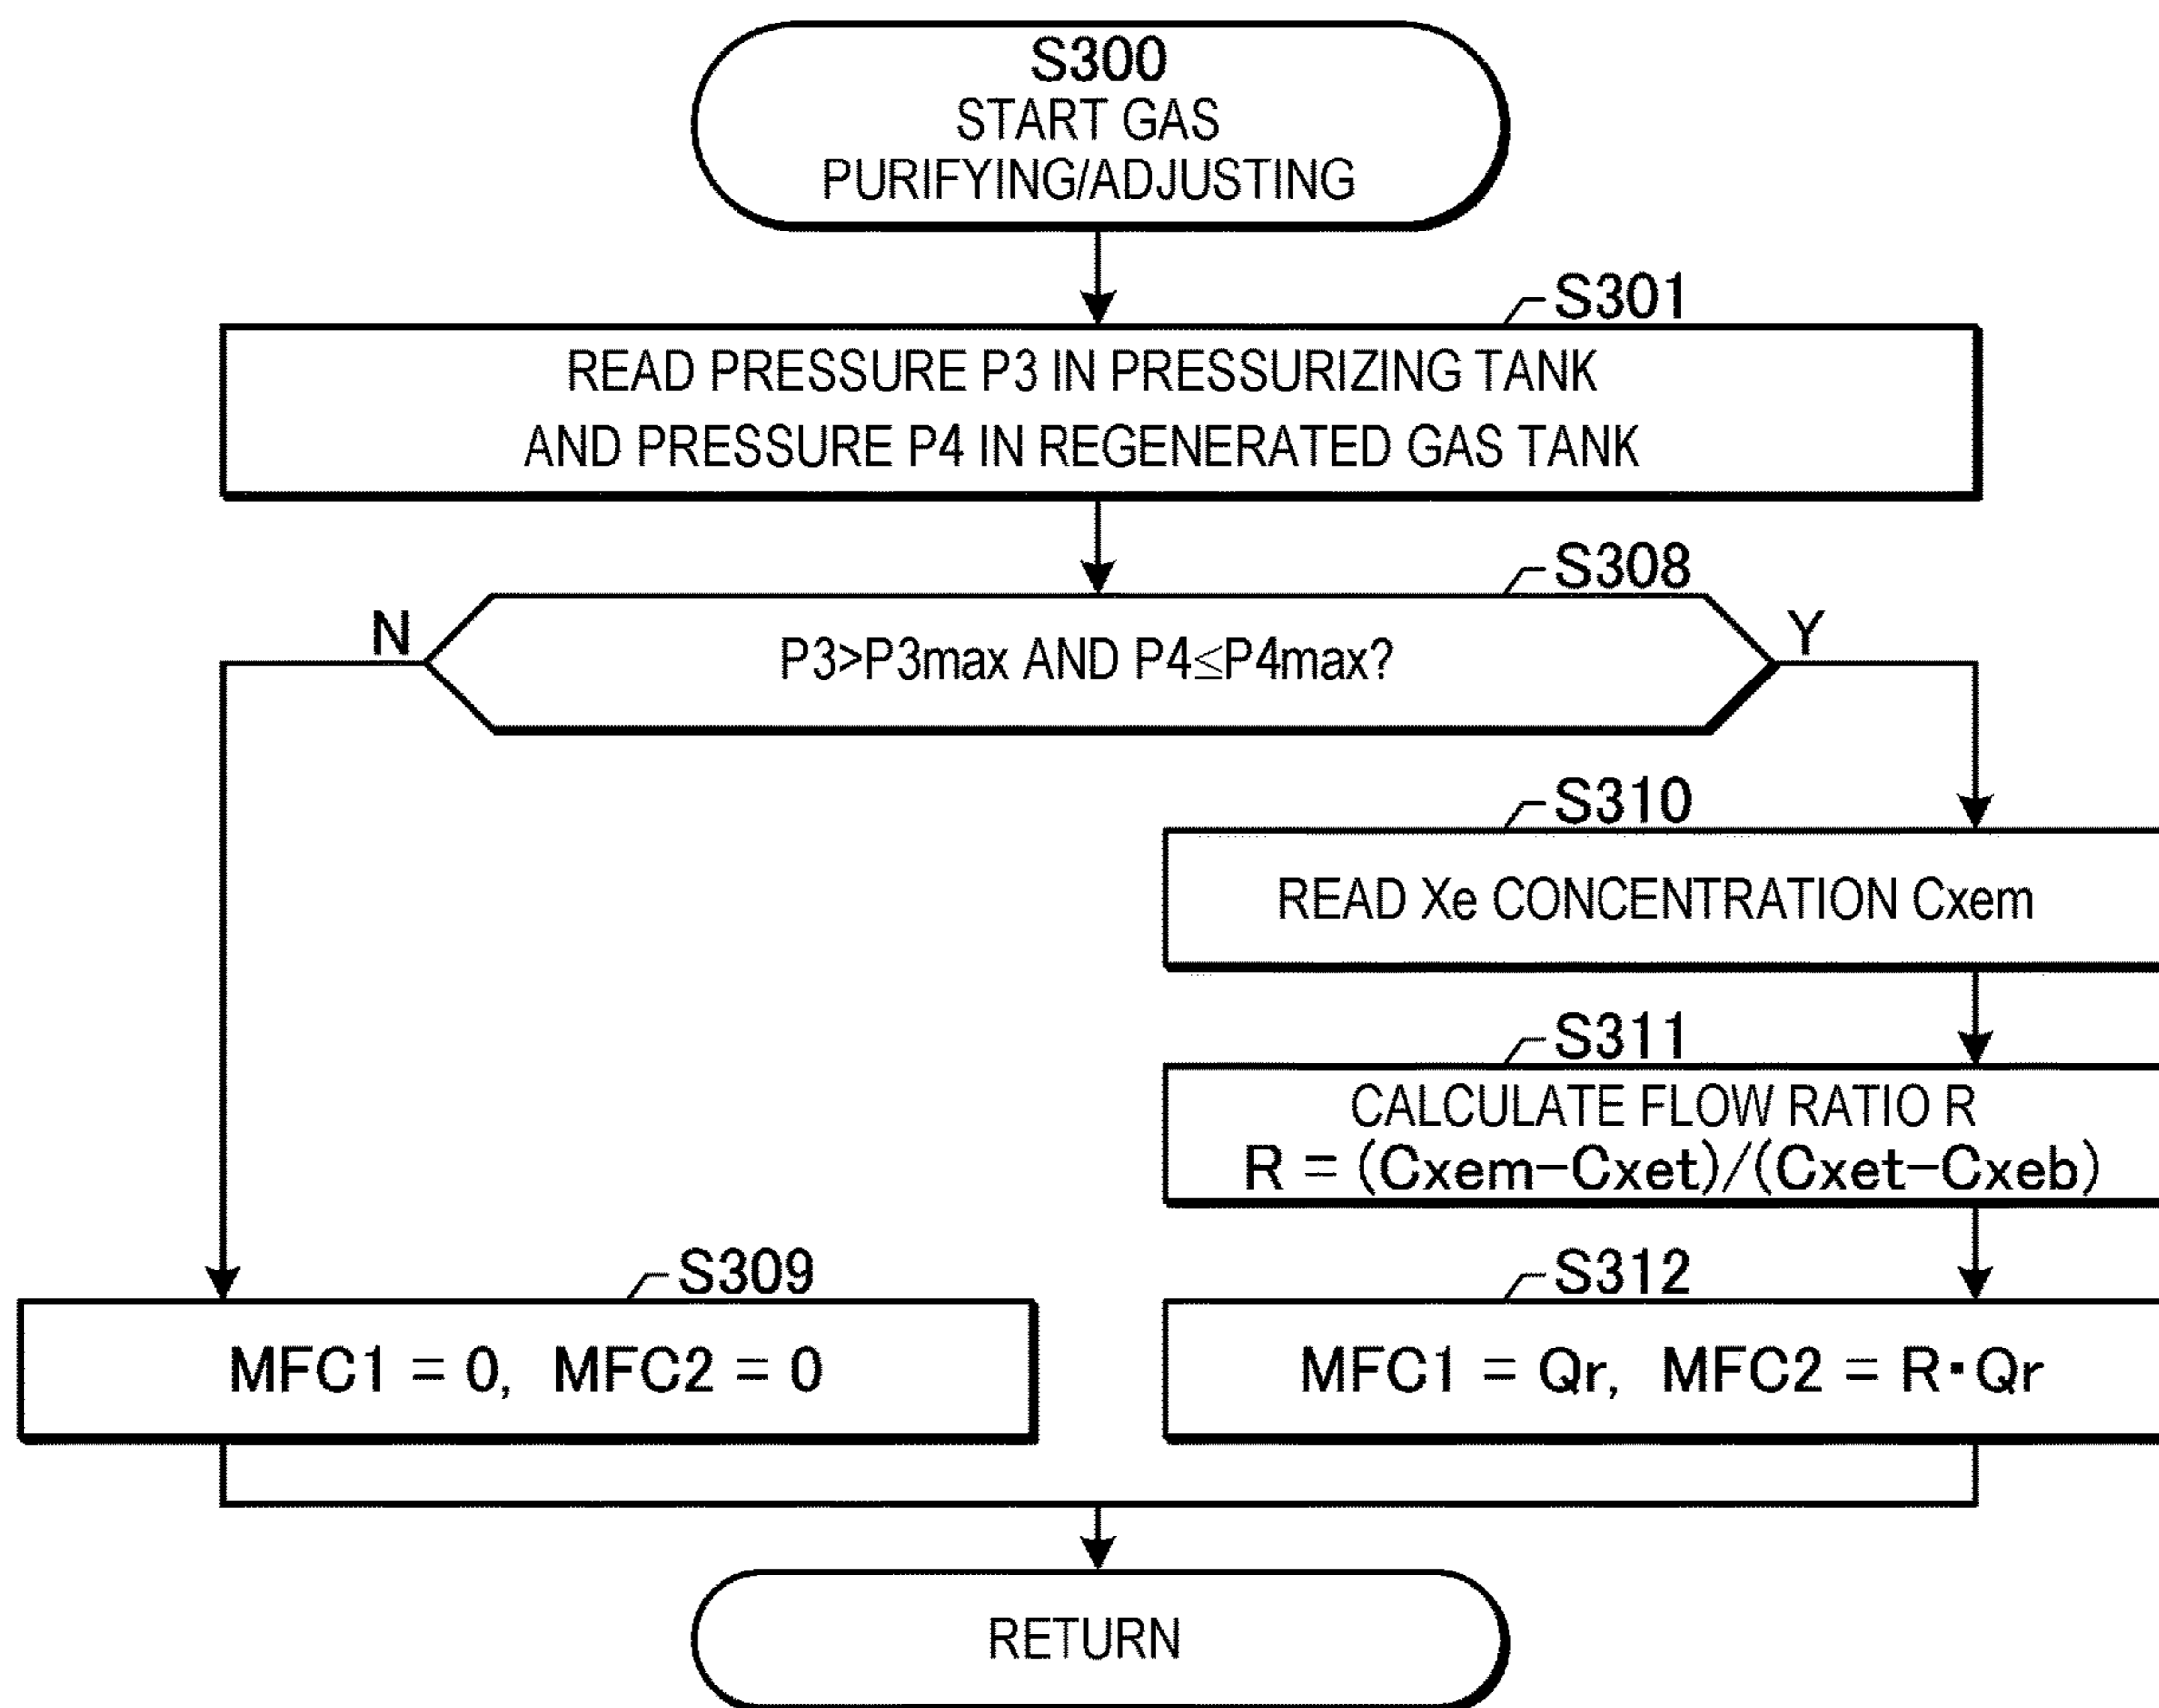 S300
START GAS
PURIFYING/ADJUSTING
S301
READ PRESSURE P3 IN PRESSURIZING TANK
AND PRESSURE P4 IN REGENERATED GAS TANK
S308
N
P3>P3max AND P4≤P4max?
Y
S310
READ Xe CONCENTRATION Cxem
S311
CALCULATE FLOW RATIO R
R = (Cxem-Cxet)/(Cxet-Cxeb)
S309
MFC1 = 0, MFC2 = 0
S312
MFC1 = Qr, MFC2 = R·Qr
RETURN